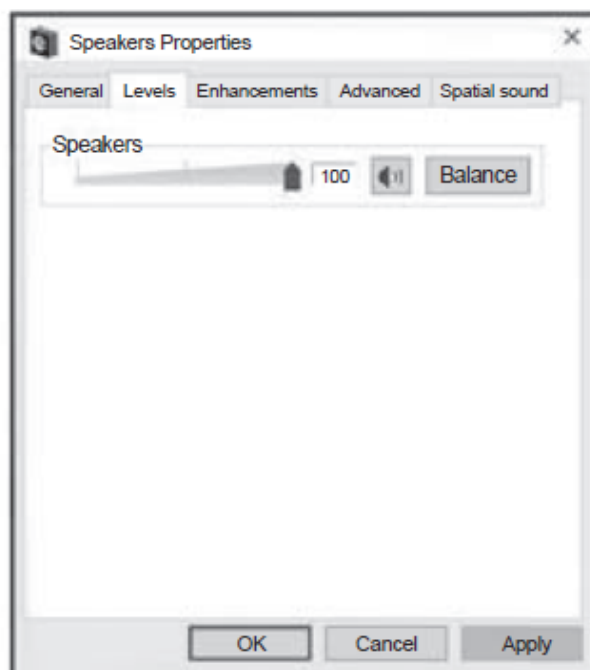 Speakers Properties
General Levels Enhancements Advanced Spatial sound
Speakers
100 Balance
OK Cancel Apply